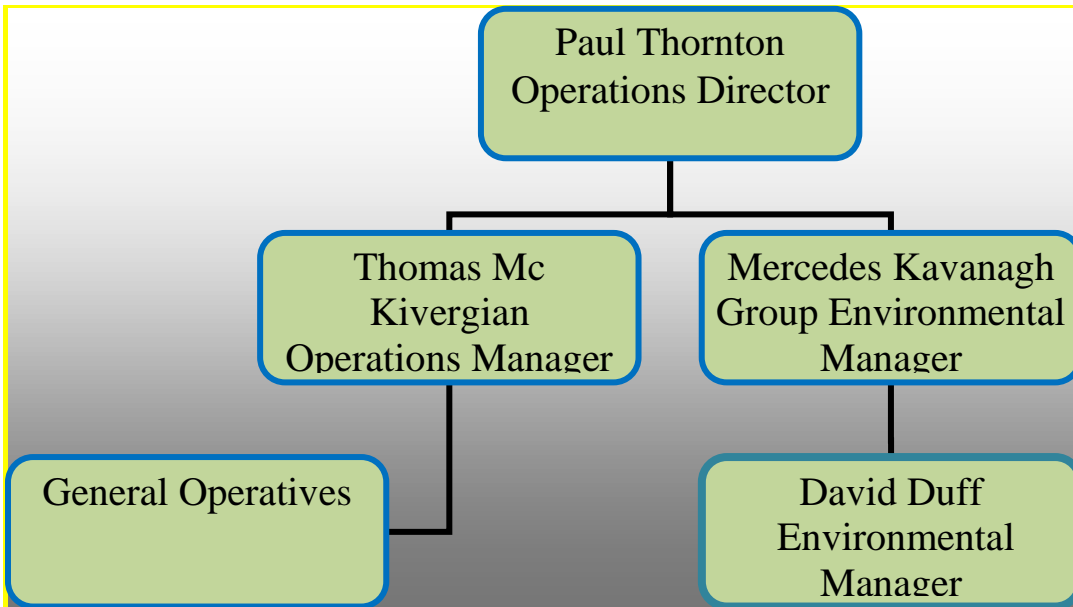 Paul Thornton
Operations Director
Thomas Mc
Kivergian
Operations Manager
Mercedes Kavanagh
Group Environmental
Manager
General Operatives
David Duff
Environmental
Manager